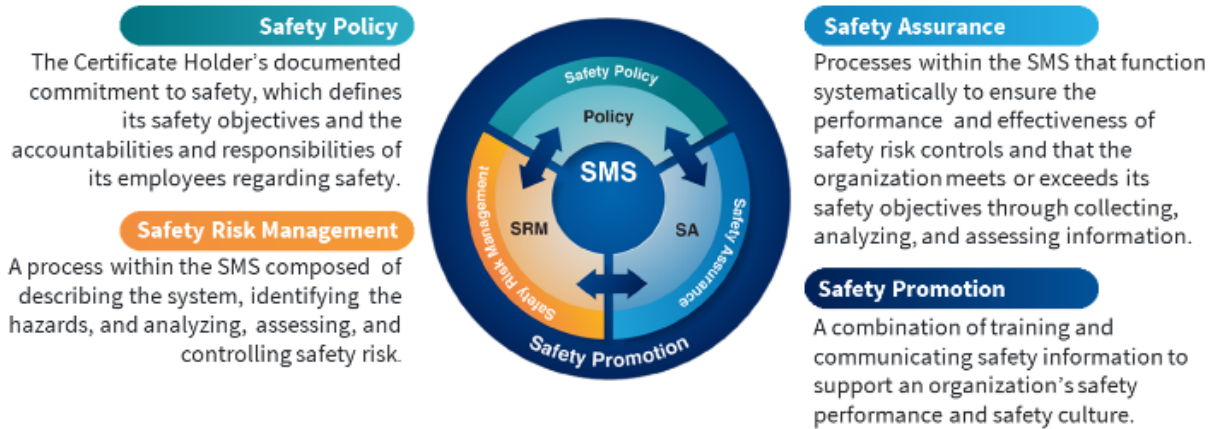 Safety Policy
The Certificate Holder's documented
commitment to safety, which defines
its safety objectives and the
accountabilities and responsibilities of
its employees regarding safety.
Safety Risk Management
A process within the SMS composed of
describing the system, identifying the
hazards, and analyzing, assessing, and
controlling safety risk.
Safety Policy
Policy
SMS
SRM
SA
Safety Risk Management
Safety Assurance
Safety Promotion
Safety Assurance
Processes within the SMS that function
systematically to ensure the
performance and effectiveness of
safety risk controls and that the
organization meets or exceeds its
safety objectives through collecting,
analyzing, and assessing information.
Safety Promotion
A combination of training and
communicating safety information to
support an organization's safety
performance and safety culture.